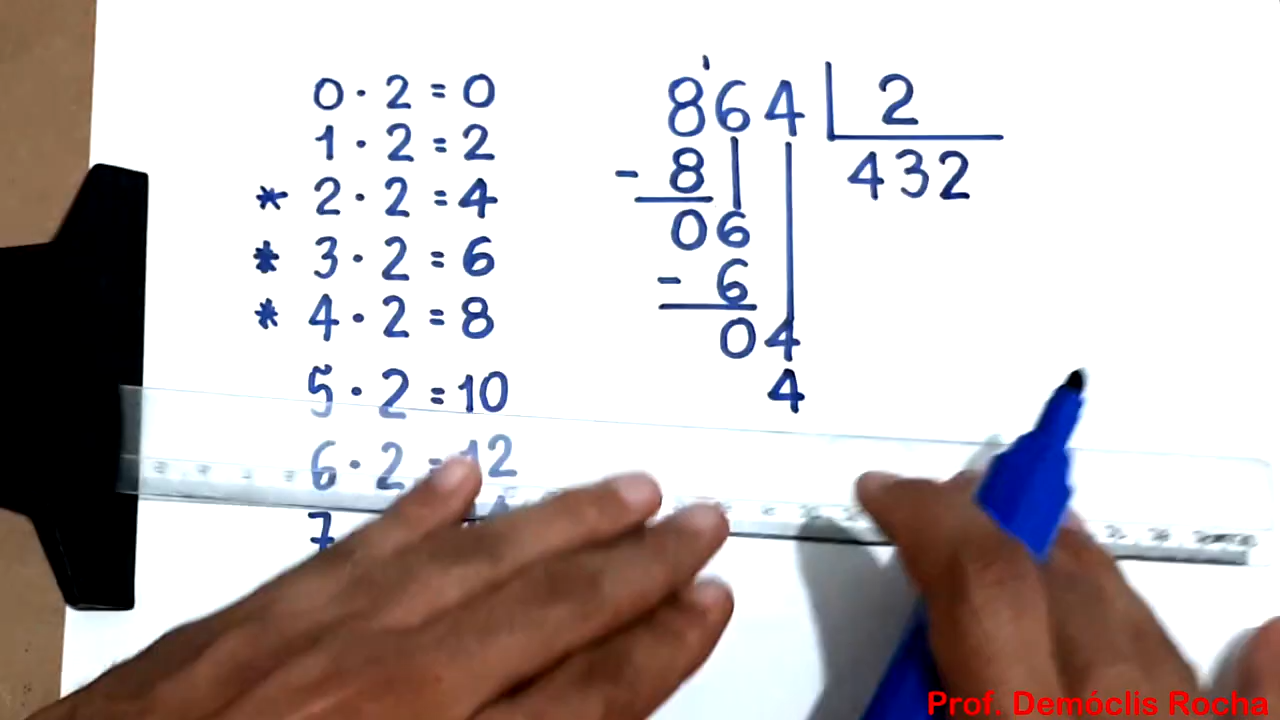 0 · 2 = 0
1 · 2 = 2
* 2 · 2 = 4
* 3 · 2 = 6
* 4 · 2 = 8
5 · 2 = 10
6 · 2 = 12
7
864 2
- 8 432
06
- 6
04
4
Prof. Demóclis Rocha